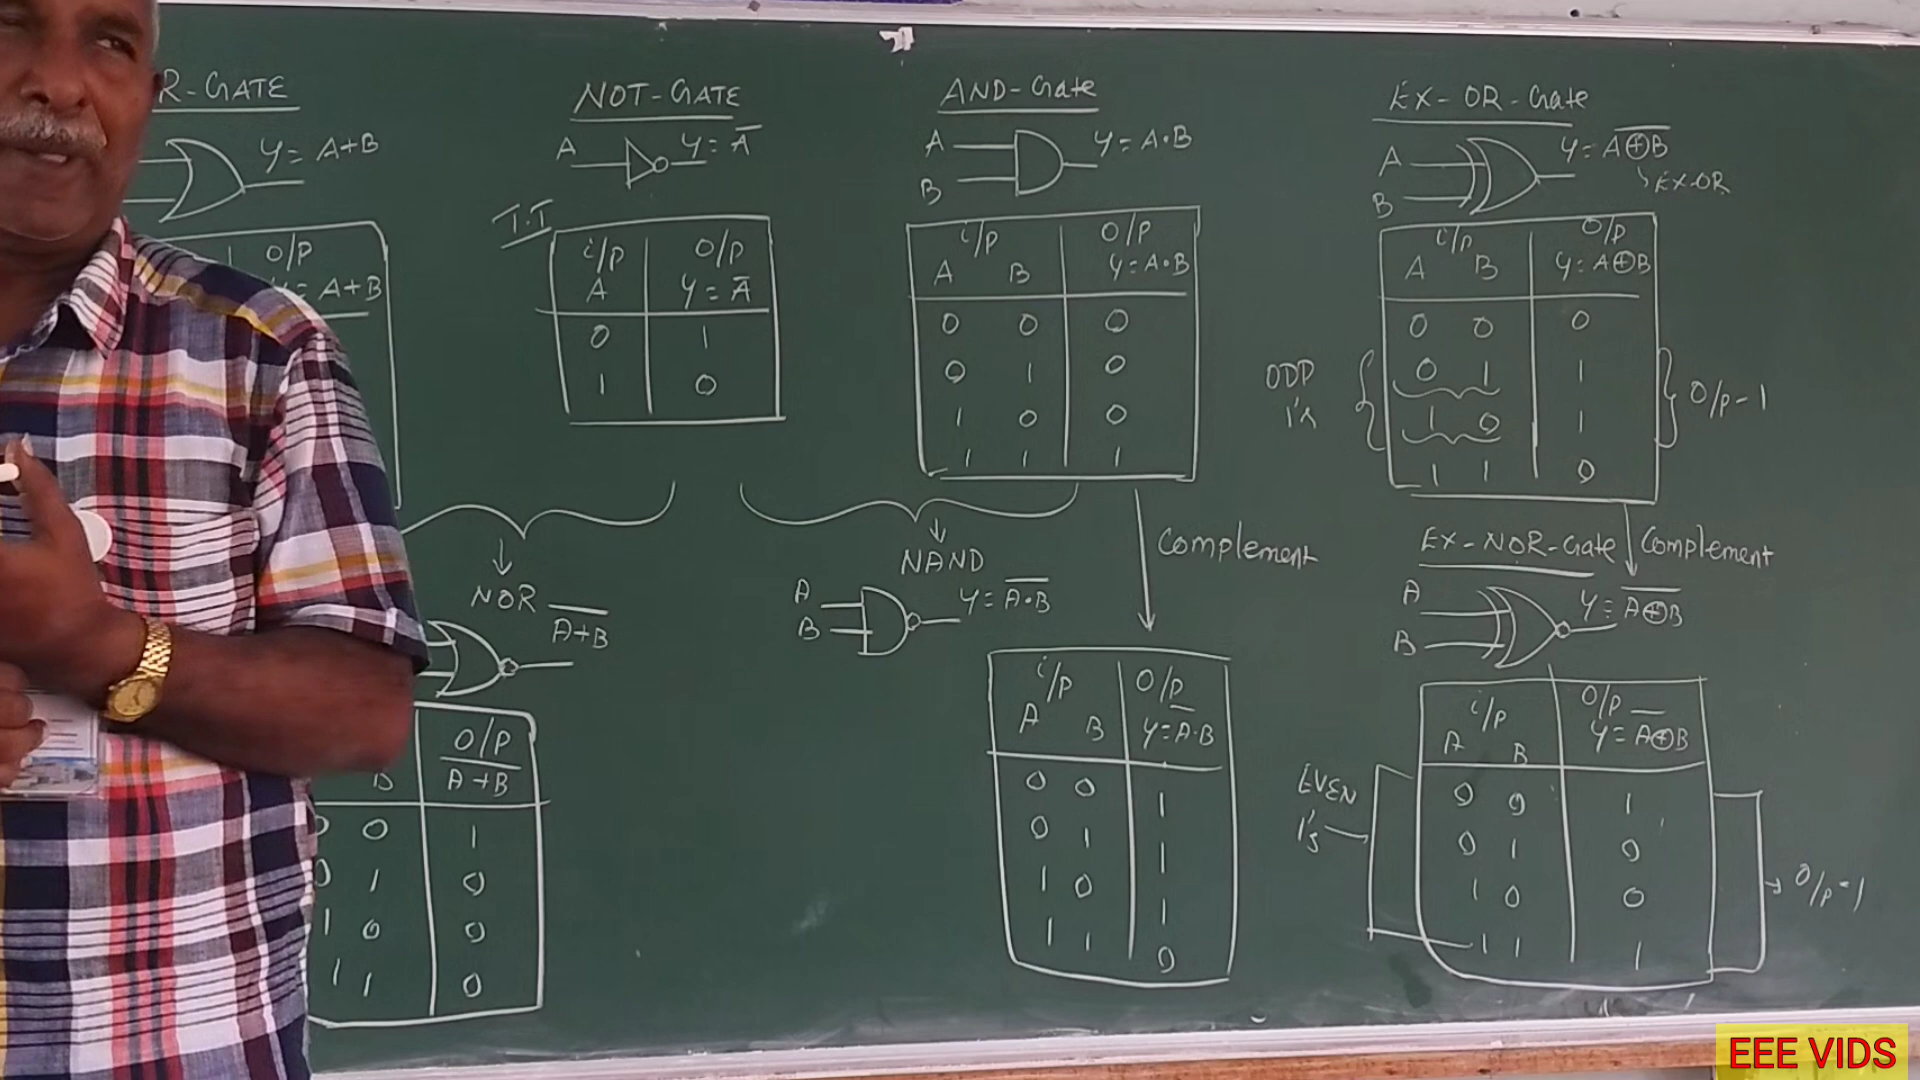 R-GATE
Y = A+B
O/P
Y = A+B
NOT-GATE
A
Y = A̅
T.T
i/p O/P
A Y = A̅
0 1
1 0
AND-Gate
A
B
Y = A·B
i/p O/P
A B Y = A·B
0 0 0
0 1 0
1 0 0
1 1 1
EX-OR-Gate
A
B
Y = A̅⊕̅B̅
EX-OR
i/p O/P
A B Y = A⊕B
0 0 0
0 1 1
1 0 1
1 1 0
ODD
1's
O/p - 1
NOR
A̅+̅B̅
O/P
B A̅+̅B̅
0 0 1
0 1 0
1 0 0
1 1 0
NAND
A
B
Y = A̅·̅B̅
Complement
i/p O/p
A B Y = A̅·̅B̅
0 0 1
0 1 1
1 0 1
1 1 0
EX-NOR-Gate
Complement
A
B
Y = A̅⊕̅B̅
i/p O/p
A B Y = A̅⊕̅B̅
0 0 1
0 1 0
1 0 0
1 1 1
EVEN
1's
O/p - 1
EEE VIDS